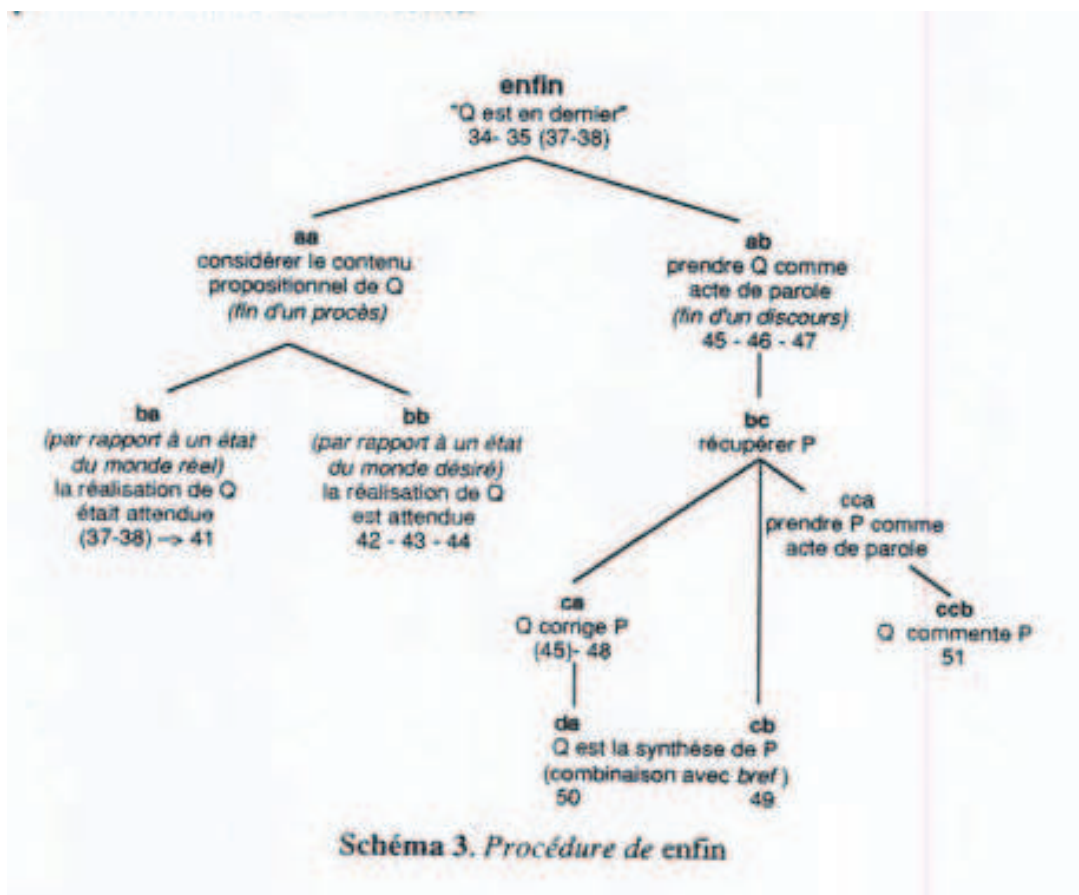 enfin
"Q est en dernier"
34- 35 (37-38)
aa
considérer le contenu
propositionnel de Q
(fin d'un procès)
ab
prendre Q comme
acte de parole
(fin d'un discours)
45 - 46 - 47
ba
(par rapport à un état
du monde réel)
la réalisation de Q
était attendue
(37-38) -> 41
bb
(par rapport à un état
du monde désiré)
la réalisation de Q
est attendue
42 - 43 - 44
bc
récupérer P
cca
prendre P comme
acte de parole
ca
Q corrige P
(45)- 48
ccb
Q commente P
51
da cb
Q est la synthèse de P
(combinaison avec bref )
50 49
Schéma 3. Procédure de enfin